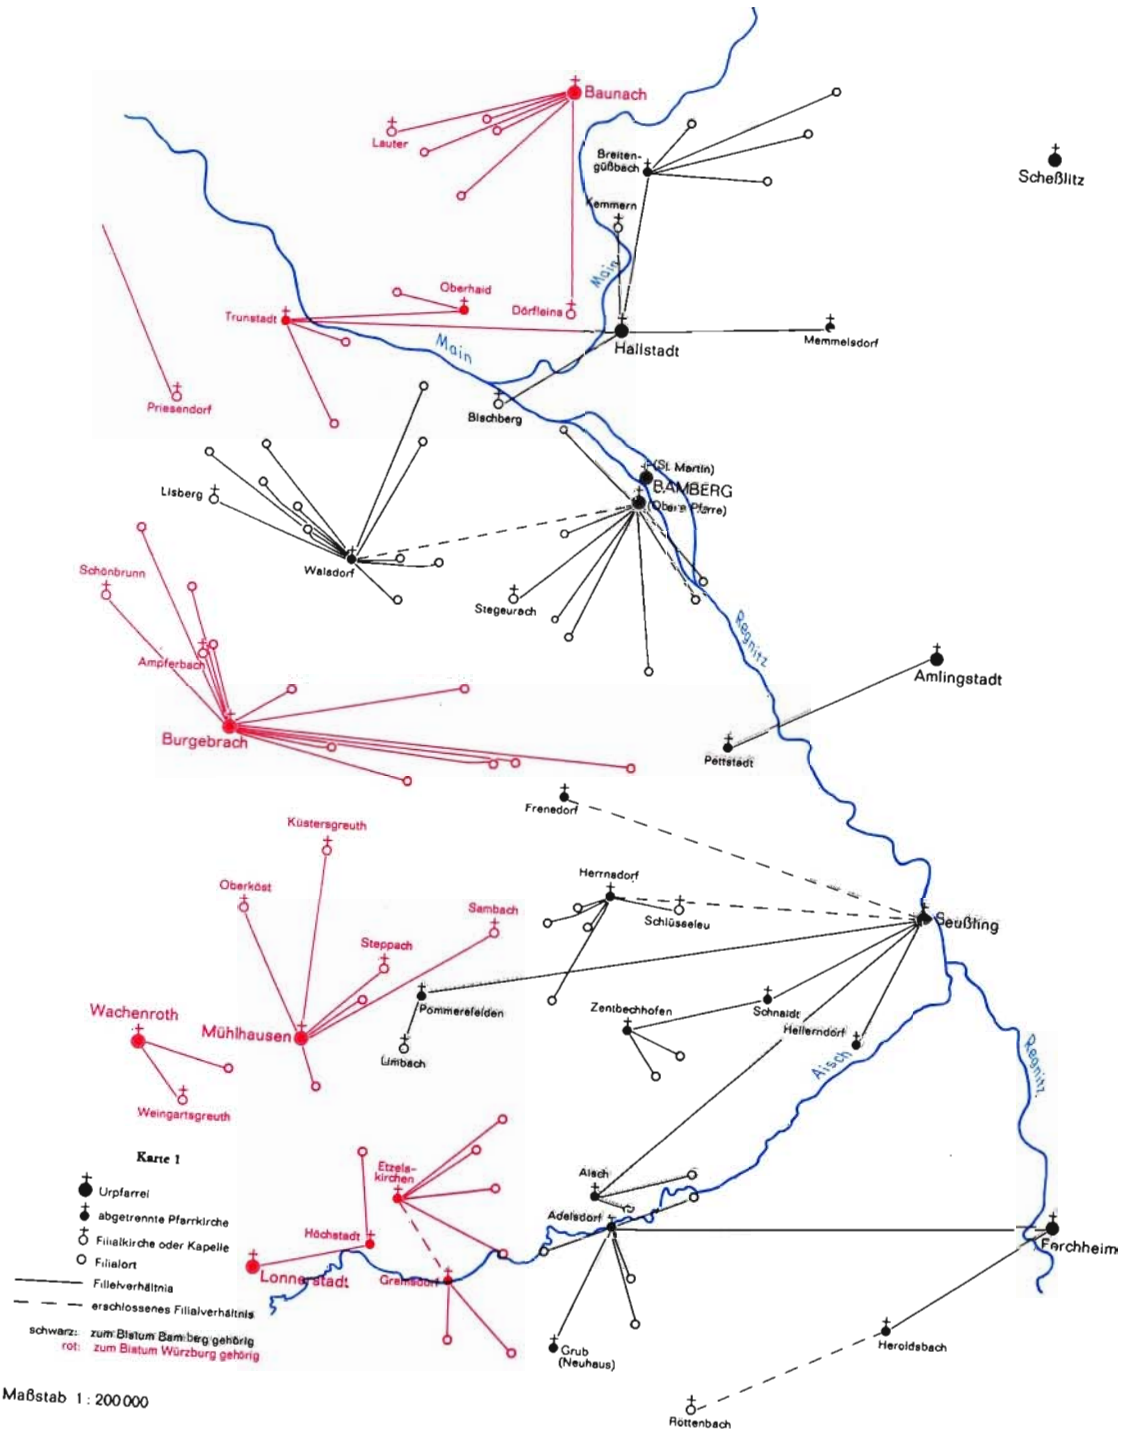 Baunach
Lauter
Breiten-
güßbach
Scheßlitz
Kemmern
Main
Oberhaid
Dörfleins
Trunstadt
Main
Hallstadt
Memmelsdorf
Priesendorf
Bischberg
(St. Martin)
BAMBERG
(Obere Pfarre)
Lisberg
Walsdorf
Schönbrunn
Stegaurach
Regnitz
Ampferbach
Amlingstadt
Burgebrach
Pettstadt
Frensdorf
Küstersgreuth
Herrnsdorf
Oberköst
Sambach
Schlüsselau
Seußling
Steppach
Wachenroth
Mühlhausen
Pommersfelden
Zentbechhofen
Schnaidt
Hallerndorf
Limbach
Aisch
Regnitz
Weingartsgreuth
Karte 1
Urpfarrei
abgetrennte Pfarrkirche
Filialkirche oder Kapelle
Filialort
Filialverhältnis
erschlossenes Filialverhältnis
schwarz: zum Bistum Bamberg gehörig
rot: zum Bistum Würzburg gehörig
Maßstab 1 : 200 000
Etzels-
kirchen
Aisch
Adelsdorf
Höchstadt
Forchheim
Lonnerstadt
Gremsdorf
Grub
(Neuhaus)
Heroldsbach
Röttenbach